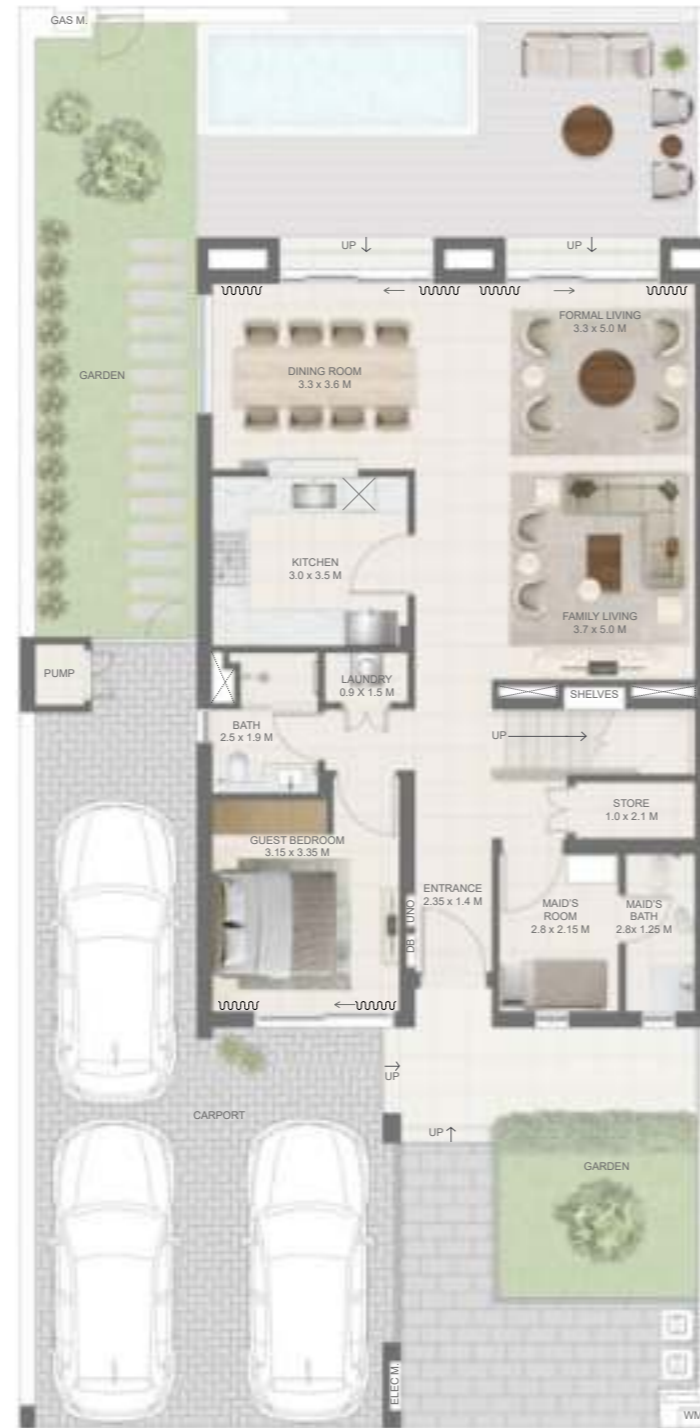 GAS M.
UP
UP
FORMAL LIVING
3.3 x 5.0 M
DINING ROOM
3.3 x 3.6 M
GARDEN
KITCHEN
3.0 x 3.5 M
FAMILY LIVING
3.7 x 5.0 M
PUMP
LAUNDRY
0.9 X 1.5 M
SHELVES
BATH
2.5 x 1.9 M
UP
STORE
1.0 x 2.1 M
GUEST BEDROOM
3.15 x 3.35 M
ENTRANCE
2.35 x 1.4 M
DB
UNO
MAID'S
ROOM
2.8 x 2.15 M
MAID'S
BATH
2.8x 1.25 M
UP
CARPORT
UP
GARDEN
ELEC M.
WM